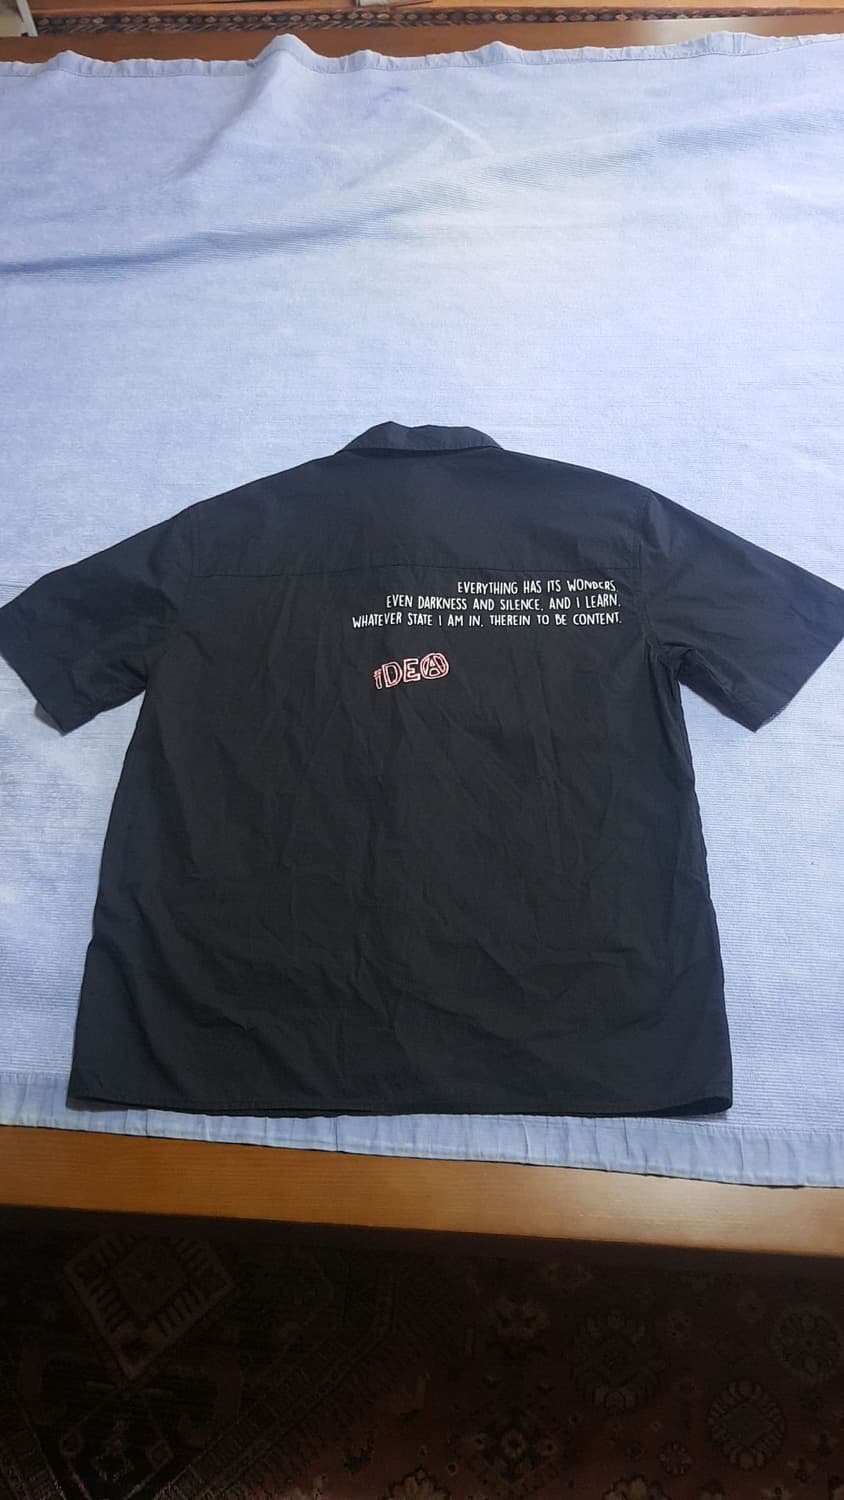 EVERYTHING HAS ITS WONDERS,
EVEN DARKNESS AND SILENCE, AND I LEARN,
WHATEVER STATE I AM IN, THEREIN TO BE CONTENT.
iDEA